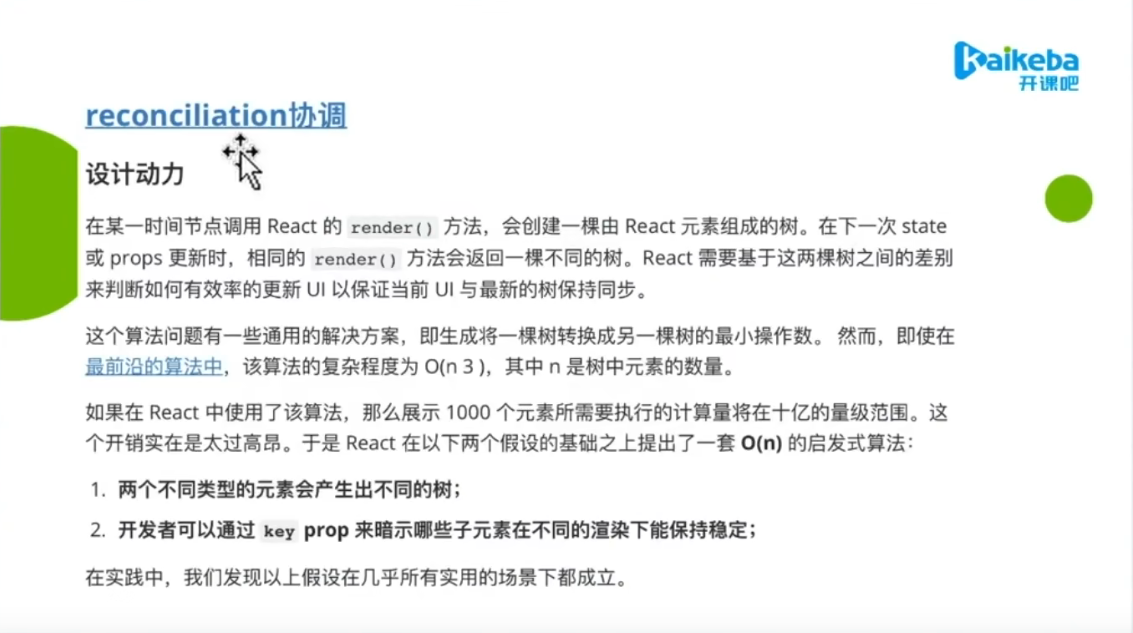 Kaikeba
开课吧
reconciliation协调
设计动力
在某一时间节点调用 React 的 render() 方法，会创建一棵由 React 元素组成的树。在下一次 state
或 props 更新时，相同的 render() 方法会返回一棵不同的树。React 需要基于这两棵树之间的差别
来判断如何有效率的更新 UI 以保证当前 UI 与最新的树保持同步。
这个算法问题有一些通用的解决方案，即生成将一棵树转换成另一棵树的最小操作数。 然而，即使在
最前沿的算法中，该算法的复杂程度为 O(n 3 )，其中 n 是树中元素的数量。
如果在 React 中使用了该算法，那么展示 1000 个元素所需要执行的计算量将在十亿的量级范围。这
个开销实在是太过高昂。于是 React 在以下两个假设的基础之上提出了一套 O(n) 的启发式算法：
1. 两个不同类型的元素会产生出不同的树；
2. 开发者可以通过 key prop 来暗示哪些子元素在不同的渲染下能保持稳定；
在实践中，我们发现以上假设在几乎所有实用的场景下都成立。